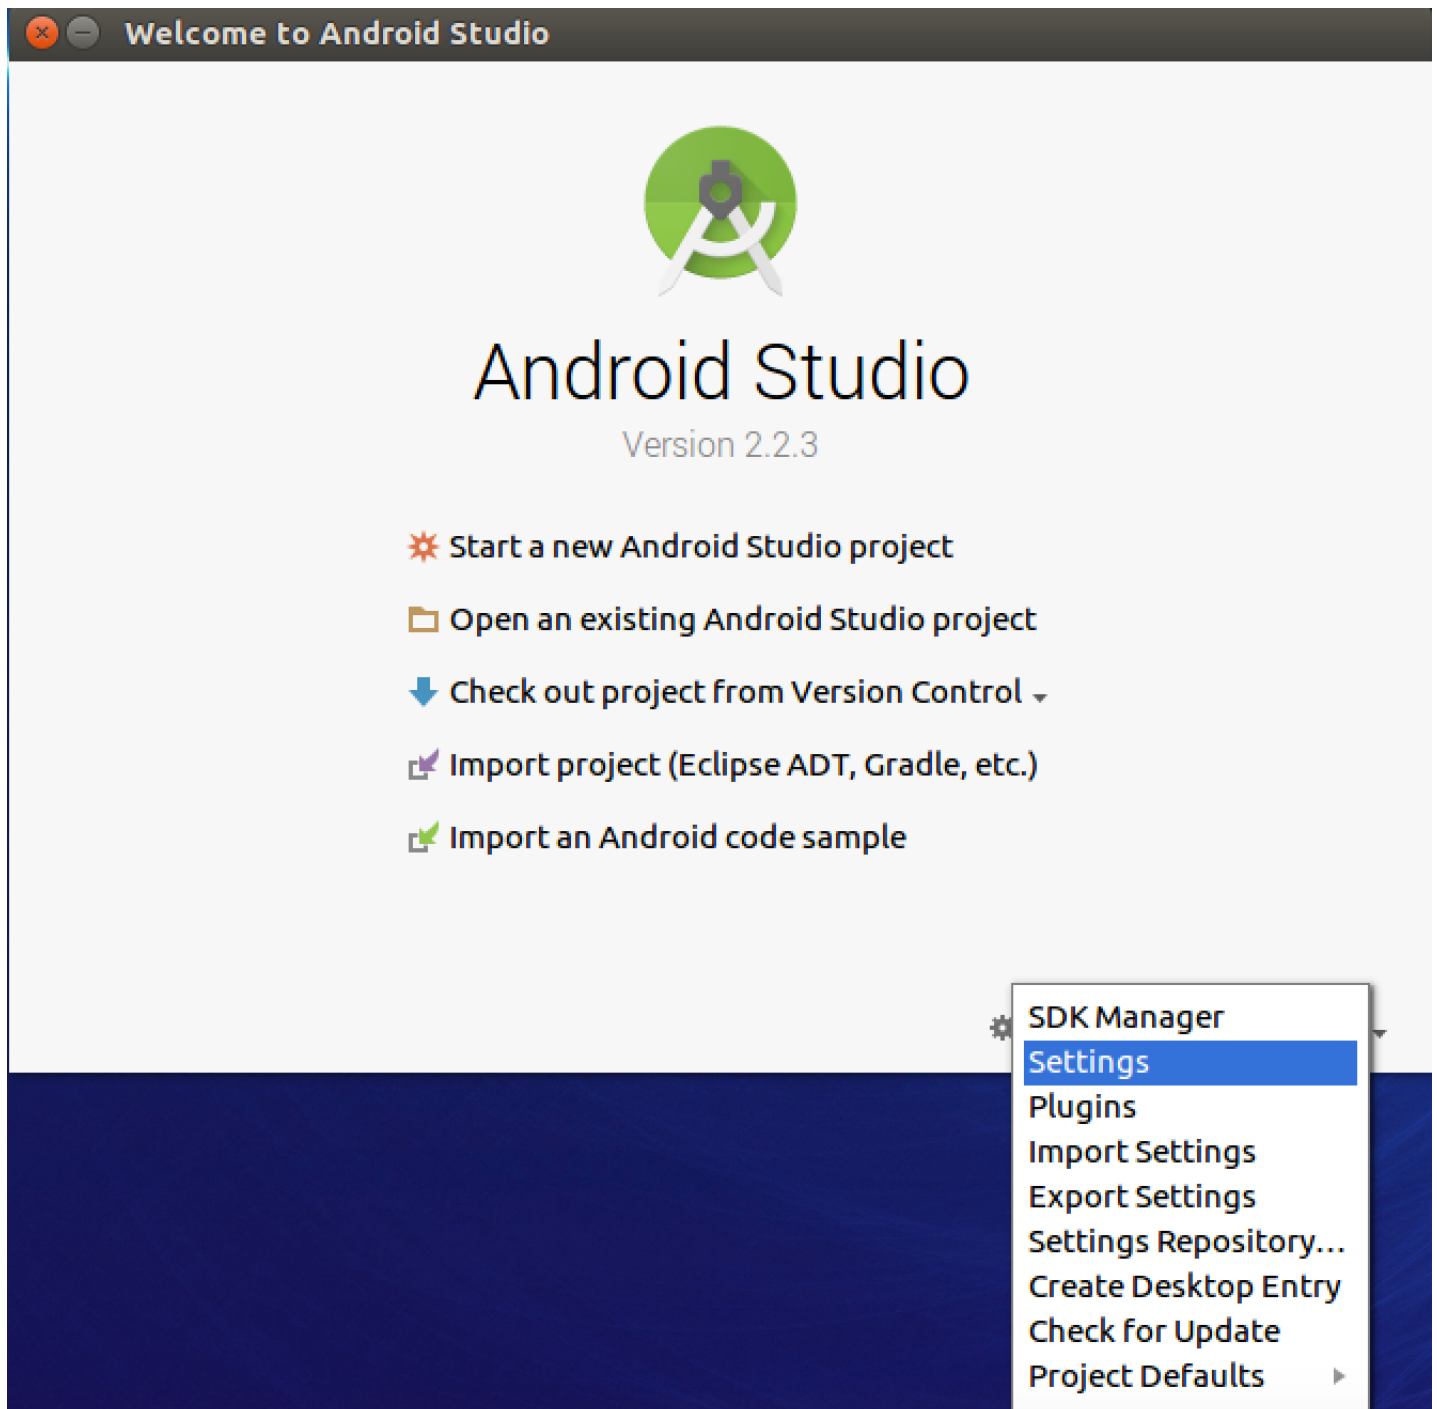 Welcome to Android Studio
Android Studio
Version 2.2.3
Start a new Android Studio project
Open an existing Android Studio project
Check out project from Version Control
Import project (Eclipse ADT, Gradle, etc.)
Import an Android code sample
SDK Manager
Settings
Plugins
Import Settings
Export Settings
Settings Repository...
Create Desktop Entry
Check for Update
Project Defaults